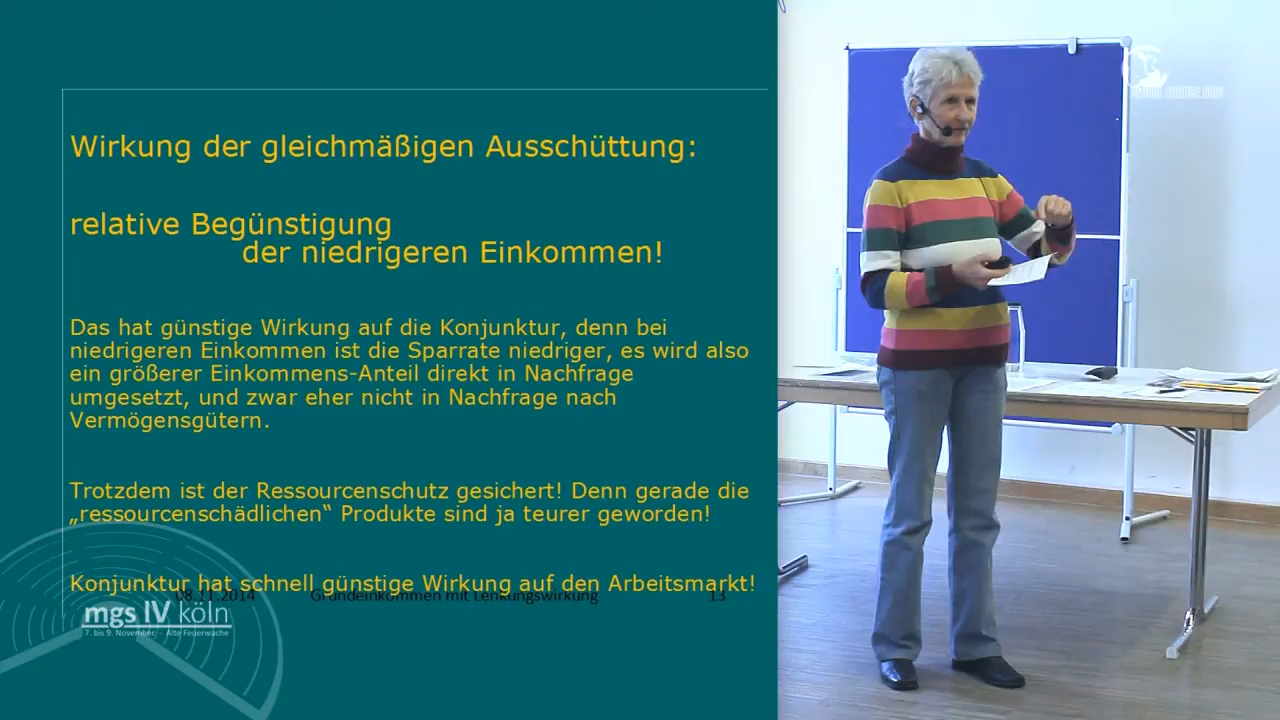 Wirkung der gleichmäßigen Ausschüttung:
relative Begünstigung
der niedrigeren Einkommen!
Das hat günstige Wirkung auf die Konjunktur, denn bei
niedrigeren Einkommen ist die Sparrate niedriger, es wird also
ein größerer Einkommens-Anteil direkt in Nachfrage
umgesetzt, und zwar eher nicht in Nachfrage nach
Vermögensgütern.
Trotzdem ist der Ressourcenschutz gesichert! Denn gerade die
„ressourcenschädlichen“ Produkte sind ja teurer geworden!
Konjunktur hat schnell günstige Wirkung auf den Arbeitsmarkt!
08.11.2014 Grundeinkommen mit Lenkungswirkung 13
mgs IV köln
7. bis 9. November – Alte Feuerwache